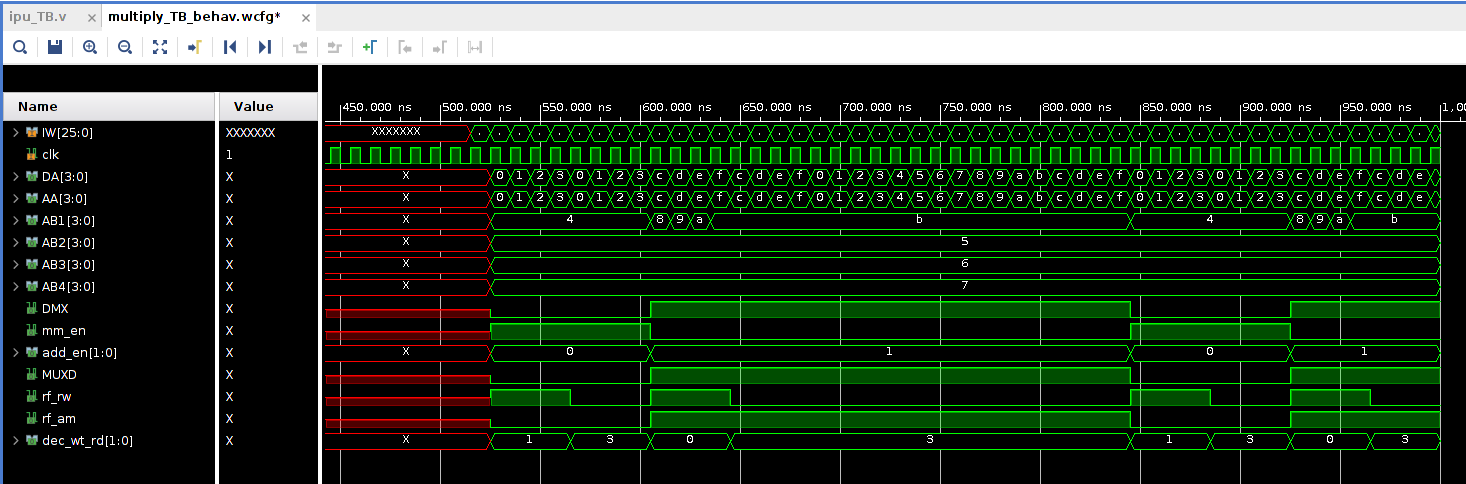 ipu_TB.v × multiply_TB_behav.wcfg* ×
450.000 ns 500.000 ns 550.000 ns 600.000 ns 650.000 ns 700.000 ns 750.000 ns 800.000 ns 850.000 ns 900.000 ns 950.000 ns 1,00
Name Value
IW[25:0] XXXXXXX XXXXXXX
clk 1
DA[3:0] X X 0 1 2 3 0 1 2 3 c d e f c d e f 0 1 2 3 4 5 6 7 8 9 a b c d e f 0 1 2 3 0 1 2 3 c d e f c d e
AA[3:0] X X 0 1 2 3 0 1 2 3 c d e f c d e f 0 1 2 3 4 5 6 7 8 9 a b c d e f 0 1 2 3 0 1 2 3 c d e f c d e
AB1[3:0] X X 4 8 9 a b 4 8 9 a b
AB2[3:0] X X 5
AB3[3:0] X X 6
AB4[3:0] X X 7
DMX X
mm_en X
add_en[1:0] X X 0 1 0 1
MUXD X
rf_rw X
rf_am X
dec_wt_rd[1:0] X X 1 3 0 3 1 3 0 3